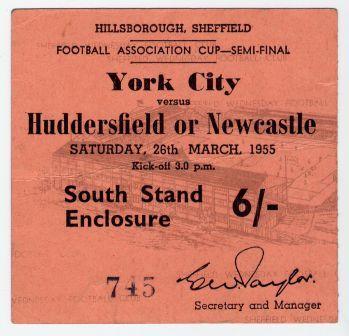 HILLSBOROUGH, SHEFFIELD
FOOTBALL ASSOCIATION CUP—SEMI-FINAL
York City
versus
Huddersfield or Newcastle
SATURDAY, 26th MARCH, 1955
Kick-off 3.0 p.m.
South Stand 6/-
Enclosure
745
Secretary and Manager